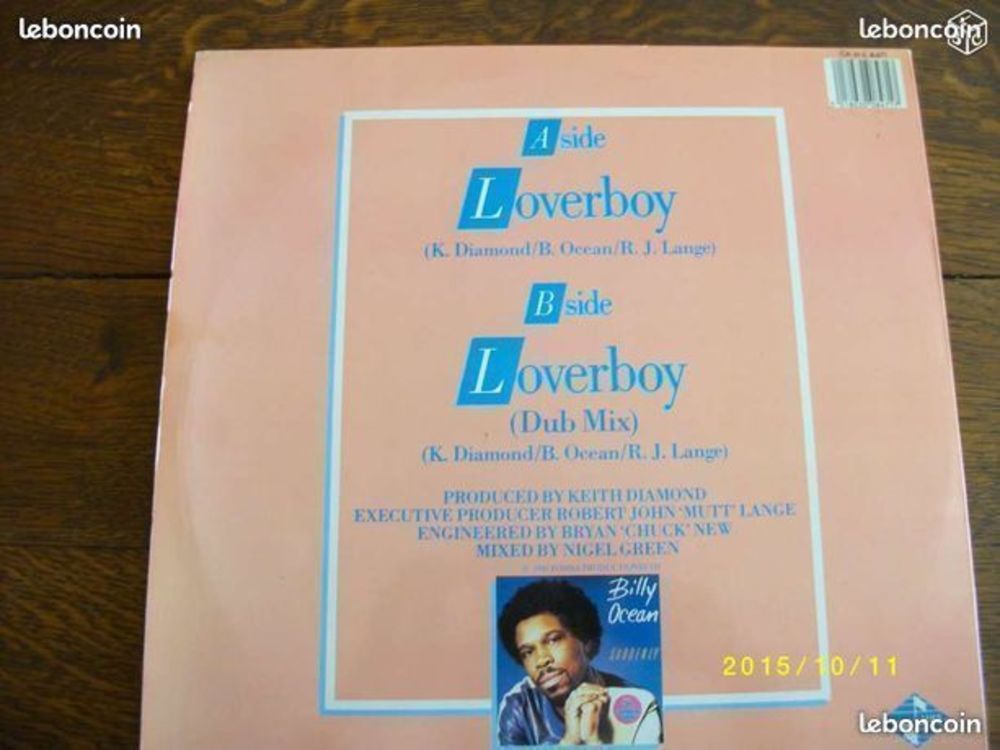 leboncoin
leboncoin
A side
Loverboy
(K. Diamond/B. Ocean/R. J. Lange)
B side
Loverboy
(Dub Mix)
(K. Diamond/B. Ocean/R. J. Lange)
PRODUCED BY KEITH DIAMOND
EXECUTIVE PRODUCER ROBERT JOHN 'MUTT' LANGE
ENGINEERED BY BRYAN 'CHUCK' NEW
MIXED BY NIGEL GREEN
Billy
Ocean
SUDDENLY
2015/10/11
leboncoin